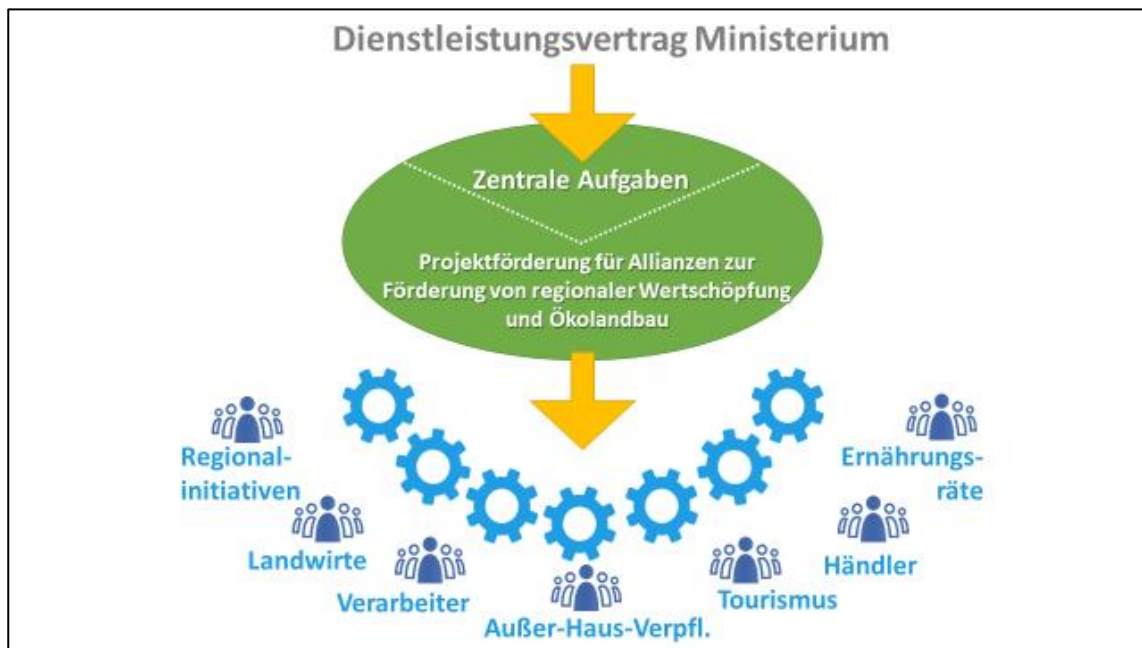 Dienstleistungsvertrag Ministerium
Zentrale Aufgaben
Projektförderung für Allianzen zur
Förderung von regionaler Wertschöpfung
und Ökolandbau
Regional-
initiativen
Landwirte
Verarbeiter
Außer-Haus-Verpfl.
Tourismus
Händler
Ernährungs-
räte